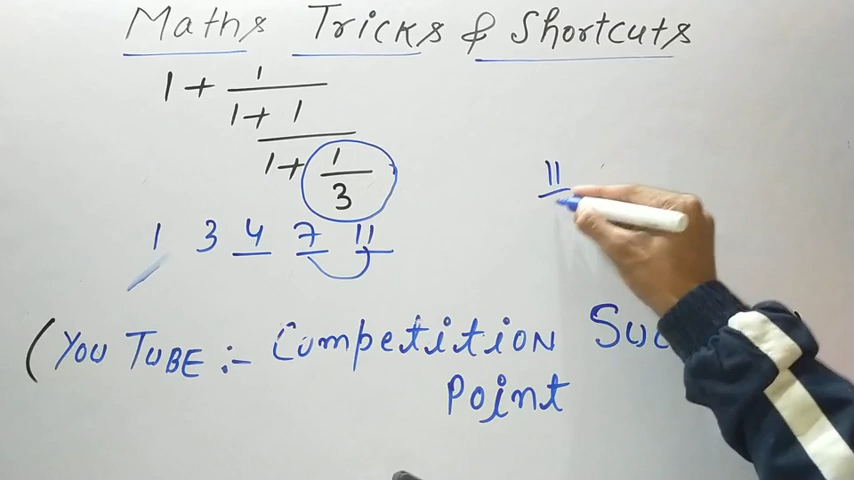 Maths Tricks & Shortcuts
1 + 1
1 + 1
1 + 1
3
11
1 3 4 7 11
(YOU TUBE :- COMPETITION
Point